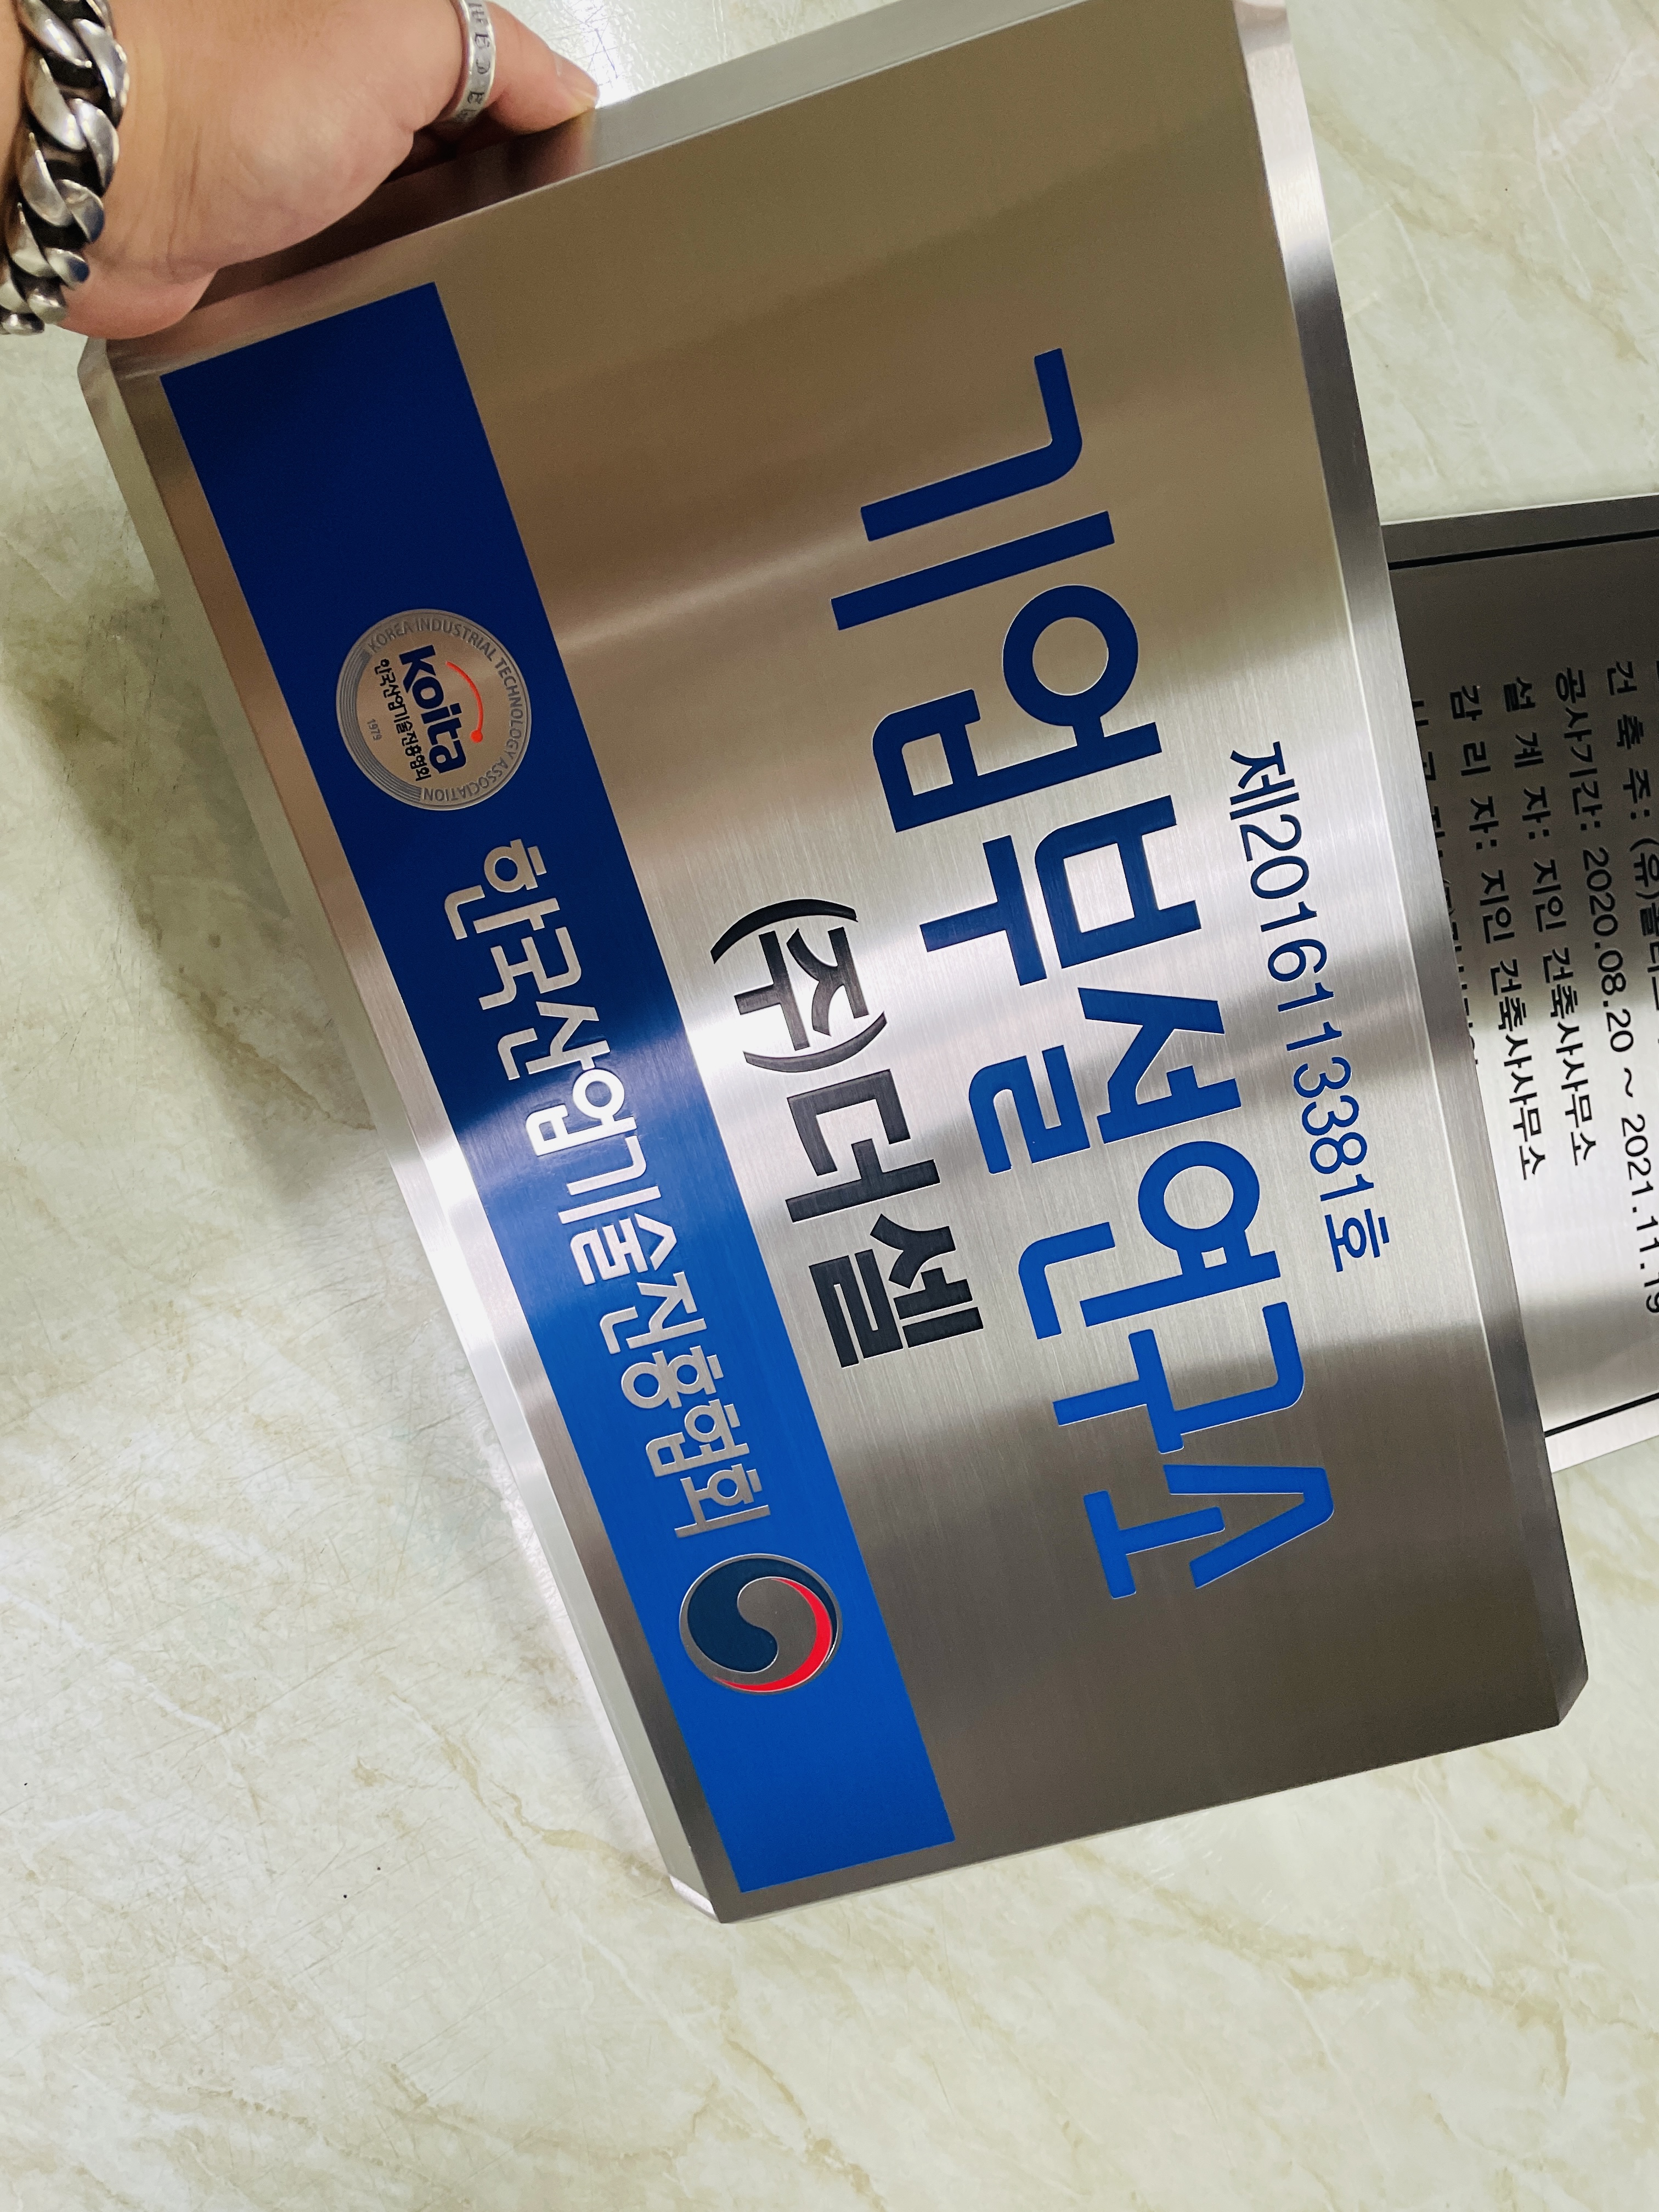 제2016113381호
기업부설연구소
(주)더셀
KOREA INDUSTRIAL TECHNOLOGY ASSOCIATION
koita
한국산업기술진흥협회
1979
한국산업기술진흥협회
건 축 주: (유)
공사기간: 2020.08.20 ~ 2021.11.19
설 계 자: 지인 건축사사무소
감 리 자: 지인 건축사사무소